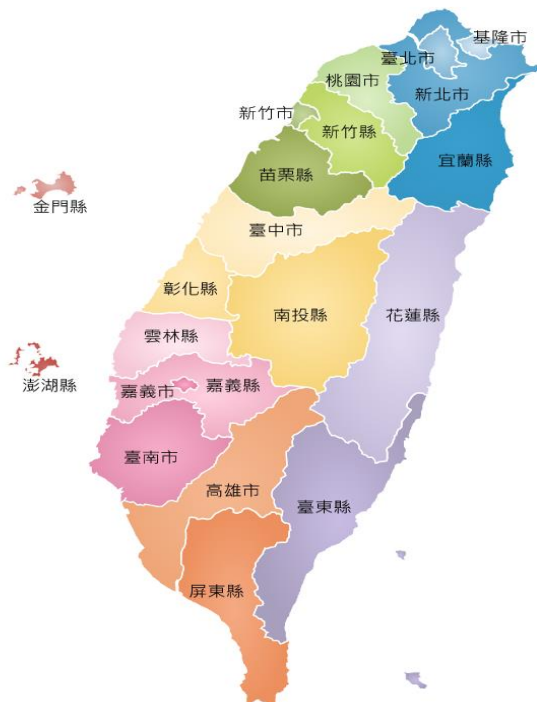 基隆市
臺北市
桃園市
新北市
新竹市
新竹縣
宜蘭縣
苗栗縣
金門縣
臺中市
彰化縣
南投縣
花蓮縣
雲林縣
澎湖縣
嘉義市
嘉義縣
臺南市
高雄市
臺東縣
屏東縣